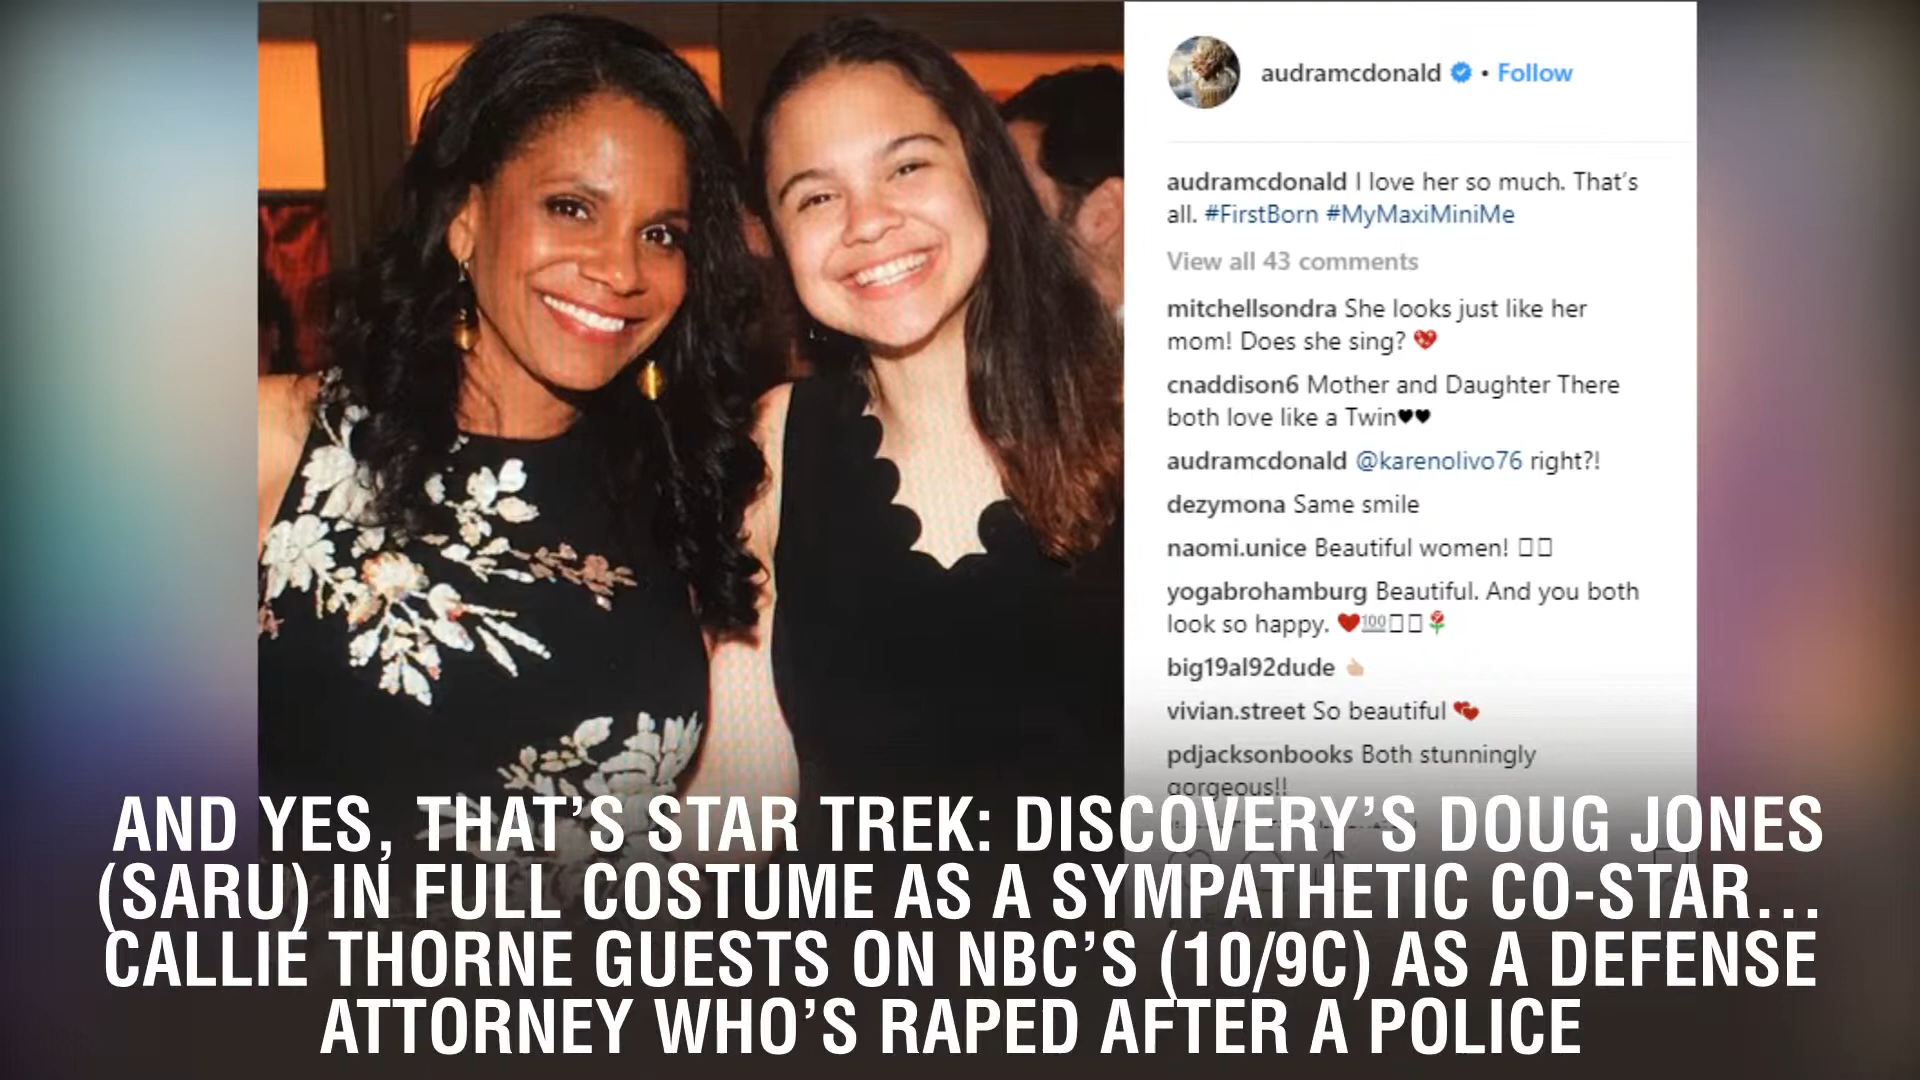 audramcdonald • Follow
audramcdonald I love her so much. That's
all. #FirstBorn #MyMaxiMiniMe
View all 43 comments
mitchellsondra She looks just like her
mom! Does she sing? 💖
cnaddison6 Mother and Daughter There
both love like a Twin♥♥
audramcdonald @karenolivo76 right?!
dezymona Same smile
naomi.unice Beautiful women! □□
yogabrohamburg Beautiful. And you both
look so happy. ❤💯□□🌹
big19al92dude 👍🏼
vivian.street So beautiful 💕
pdjacksonbooks Both stunningly
gorgeous!!
AND YES, THAT'S STAR TREK: DISCOVERY'S DOUG JONES
(SARU) IN FULL COSTUME AS A SYMPATHETIC CO-STAR...
CALLIE THORNE GUESTS ON NBC'S (10/9C) AS A DEFENSE
ATTORNEY WHO'S RAPED AFTER A POLICE